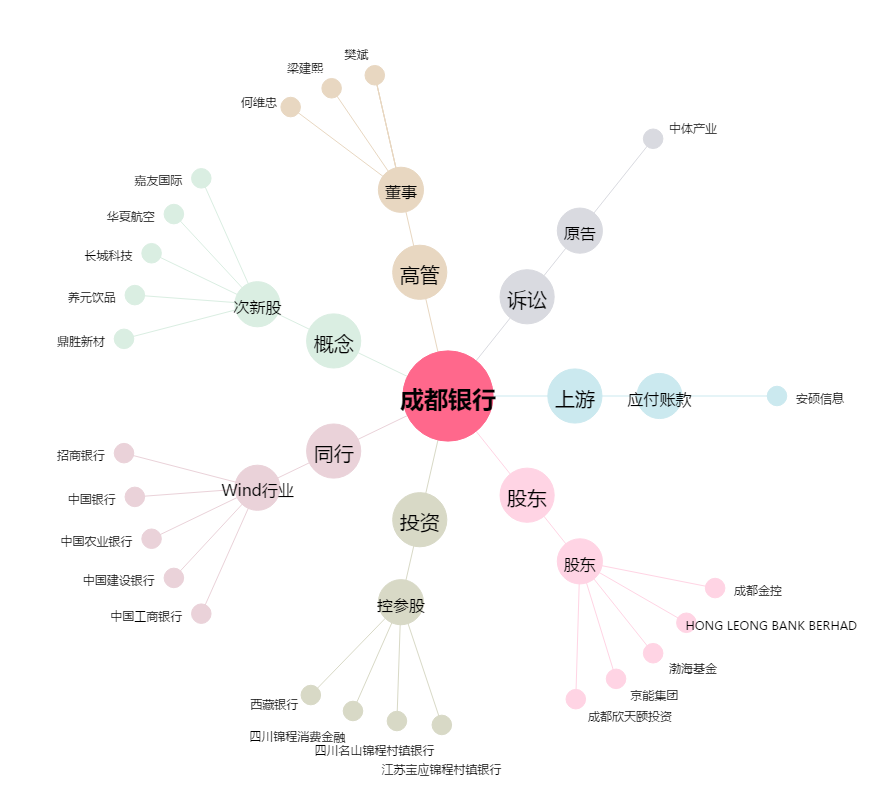 樊斌
梁建熙
何维忠
董事
高管
中体产业
原告
诉讼
嘉友国际
华夏航空
长城科技
养元饮品
鼎胜新材
次新股
概念
成都银行
上游
应付账款
安硕信息
同行
Wind行业
招商银行
中国银行
中国农业银行
中国建设银行
中国工商银行
投资
控参股
西藏银行
四川锦程消费金融
四川名山锦程村镇银行
江苏宝应锦程村镇银行
股东
股东
成都金控
HONG LEONG BANK BERHAD
渤海基金
京能集团
成都欣天颐投资